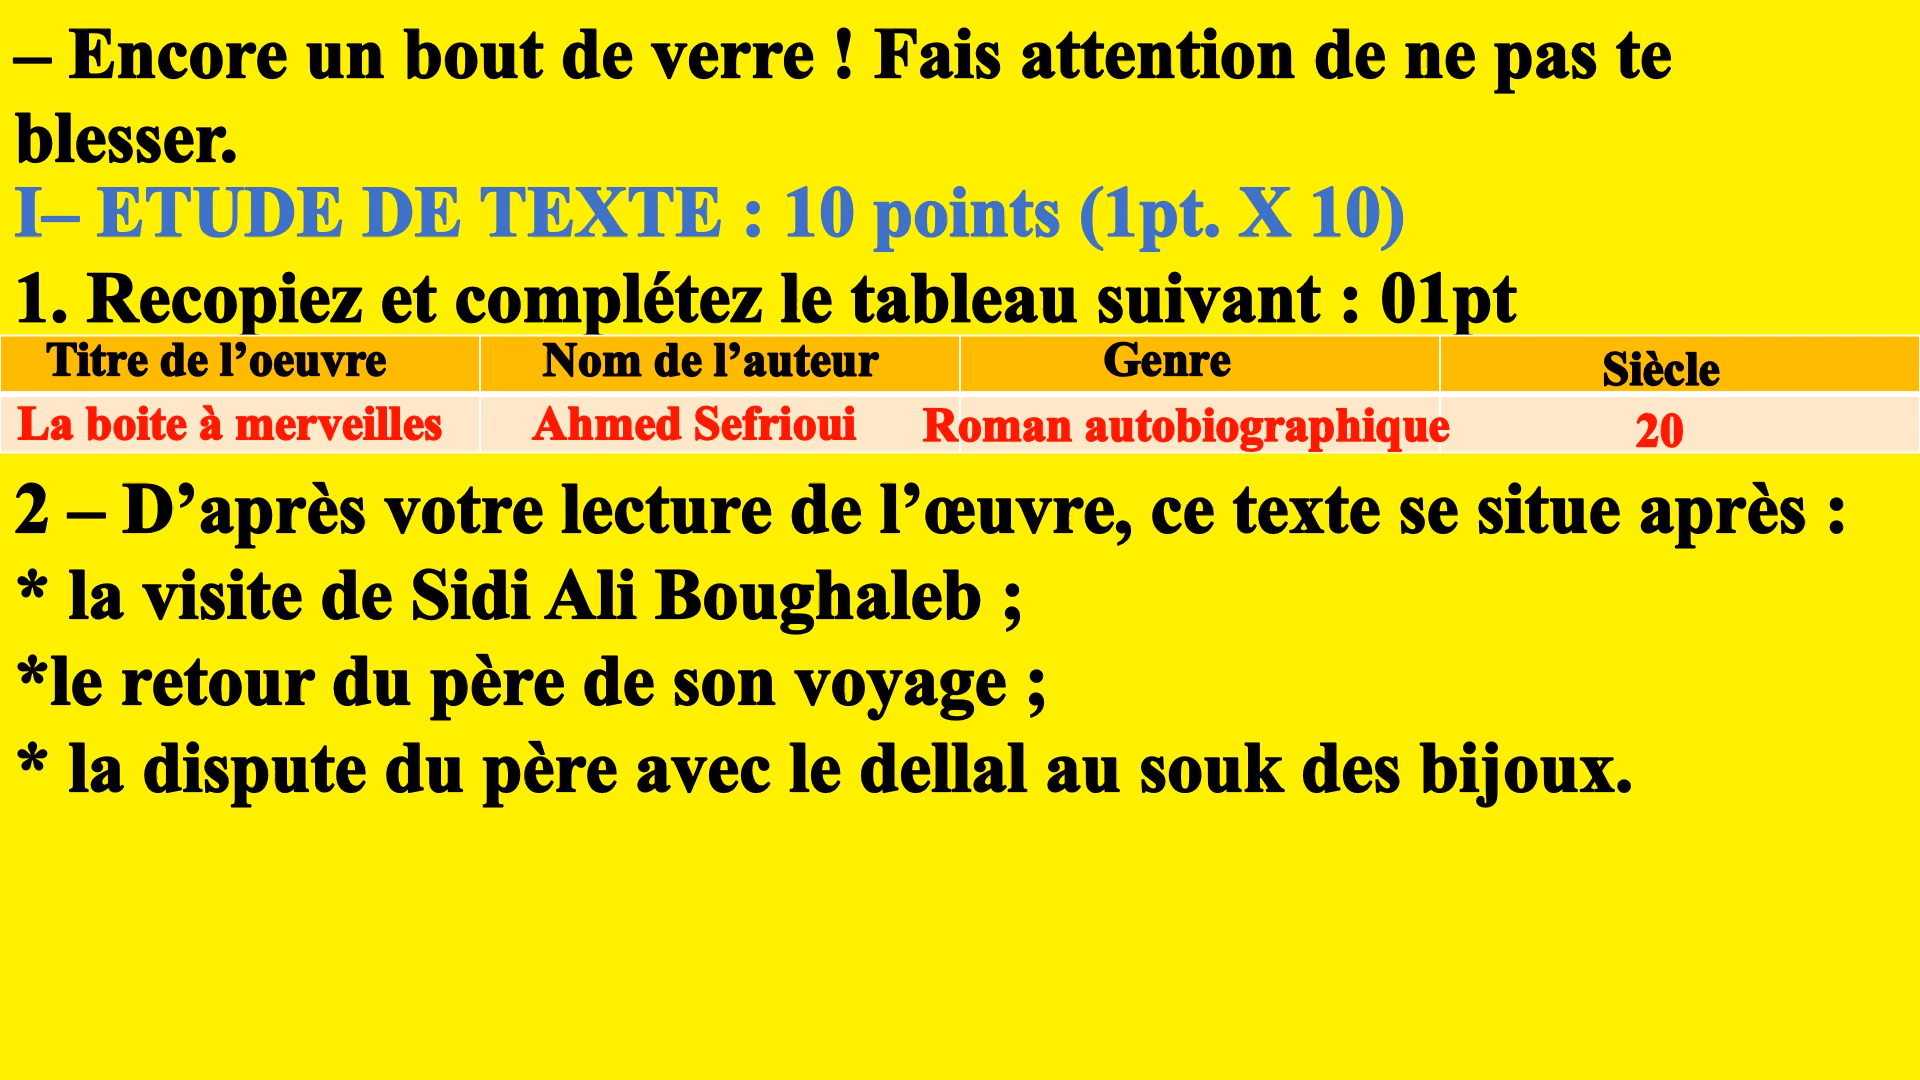 – Encore un bout de verre ! Fais attention de ne pas te
blesser.
I– ETUDE DE TEXTE : 10 points (1pt. X 10)
1. Recopiez et complétez le tableau suivant : 01pt
Titre de l’oeuvre Nom de l’auteur Genre Siècle
La boite à merveilles Ahmed Sefrioui Roman autobiographique 20
2 – D’après votre lecture de l’œuvre, ce texte se situe après :
* la visite de Sidi Ali Boughaleb ;
*le retour du père de son voyage ;
* la dispute du père avec le dellal au souk des bijoux.